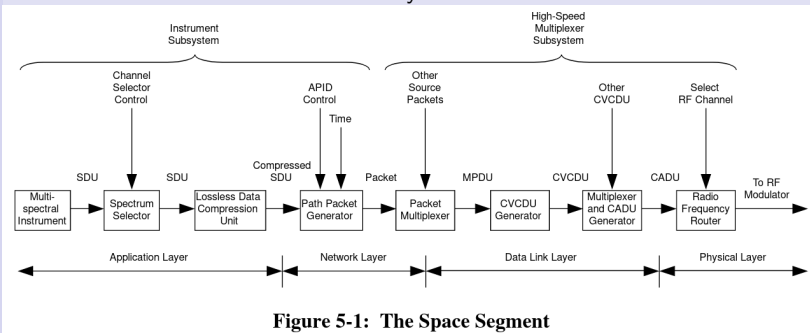 Instrument
Subsystem
High-Speed
Multiplexer
Subsystem
Channel
Selector
Control
APID
Control
Time
Other
Source
Packets
Other
CVCDU
Select
RF Channel
SDU
SDU
Compressed
SDU
Packet
MPDU
CVCDU
CADU
To RF
Modulator
Multi-
spectral
Instrument
Spectrum
Selector
Lossless Data
Compression
Unit
Path Packet
Generator
Packet
Multiplexer
CVCDU
Generator
Multiplexer
and CADU
Generator
Radio
Frequency
Router
Application Layer
Network Layer
Data Link Layer
Physical Layer
Figure 5-1: The Space Segment